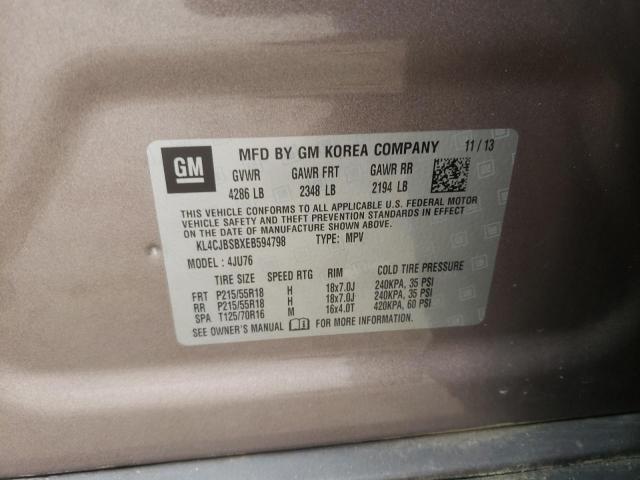 GM
MFD BY GM KOREA COMPANY 11/13
GVWR GAWR FRT GAWR RR
4286 LB 2348 LB 2194 LB
THIS VEHICLE CONFORMS TO ALL APPLICABLE U.S. FEDERAL MOTOR
VEHICLE SAFETY AND THEFT PREVENTION STANDARDS IN EFFECT
ON THE DATE OF MANUFACTURE SHOWN ABOVE.
KL4CJBSBXEB594798 TYPE: MPV
MODEL: 4JU76
TIRE SIZE SPEED RTG RIM COLD TIRE PRESSURE
FRT P215/55R18 H 18x7.0J 240KPA, 35 PSI
RR P215/55R18 H 18x7.0J 240KPA, 35 PSI
SPA T125/70R16 M 16x4.0T 420KPA, 60 PSI
SEE OWNER'S MANUAL FOR MORE INFORMATION.